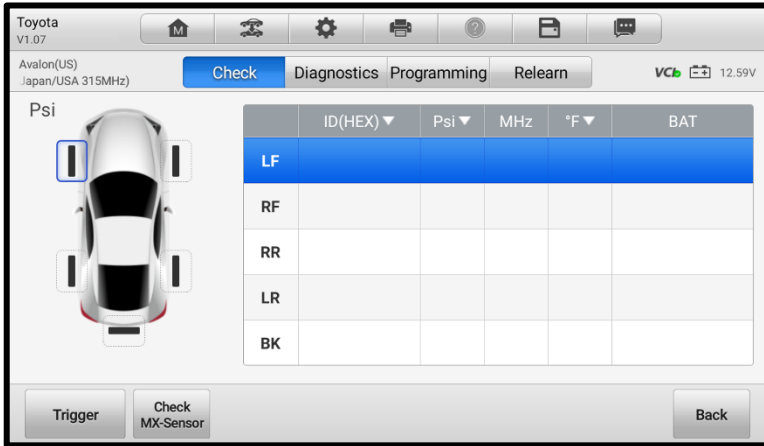 Toyota
V1.07
M
Avalon(US)
Japan/USA 315MHz)
Check
Diagnostics
Programming
Relearn
VCI
12.59V
Psi
ID(HEX)▼ Psi▼ MHz °F▼ BAT
LF
RF
RR
LR
BK
Trigger
Check
MX-Sensor
Back